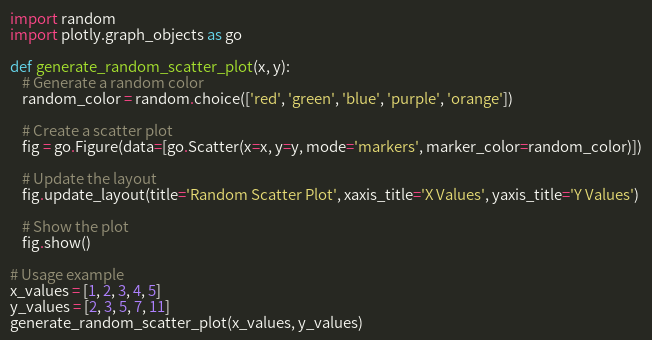 import random
import plotly.graph_objects as go

def generate_random_scatter_plot(x, y):
    # Generate a random color
    random_color = random.choice(['red', 'green', 'blue', 'purple', 'orange'])

    # Create a scatter plot
    fig = go.Figure(data=[go.Scatter(x=x, y=y, mode='markers', marker_color=random_color)])

    # Update the layout
    fig.update_layout(title='Random Scatter Plot', xaxis_title='X Values', yaxis_title='Y Values')

    # Show the plot
    fig.show()

# Usage example
x_values = [1, 2, 3, 4, 5]
y_values = [2, 3, 5, 7, 11]
generate_random_scatter_plot(x_values, y_values)